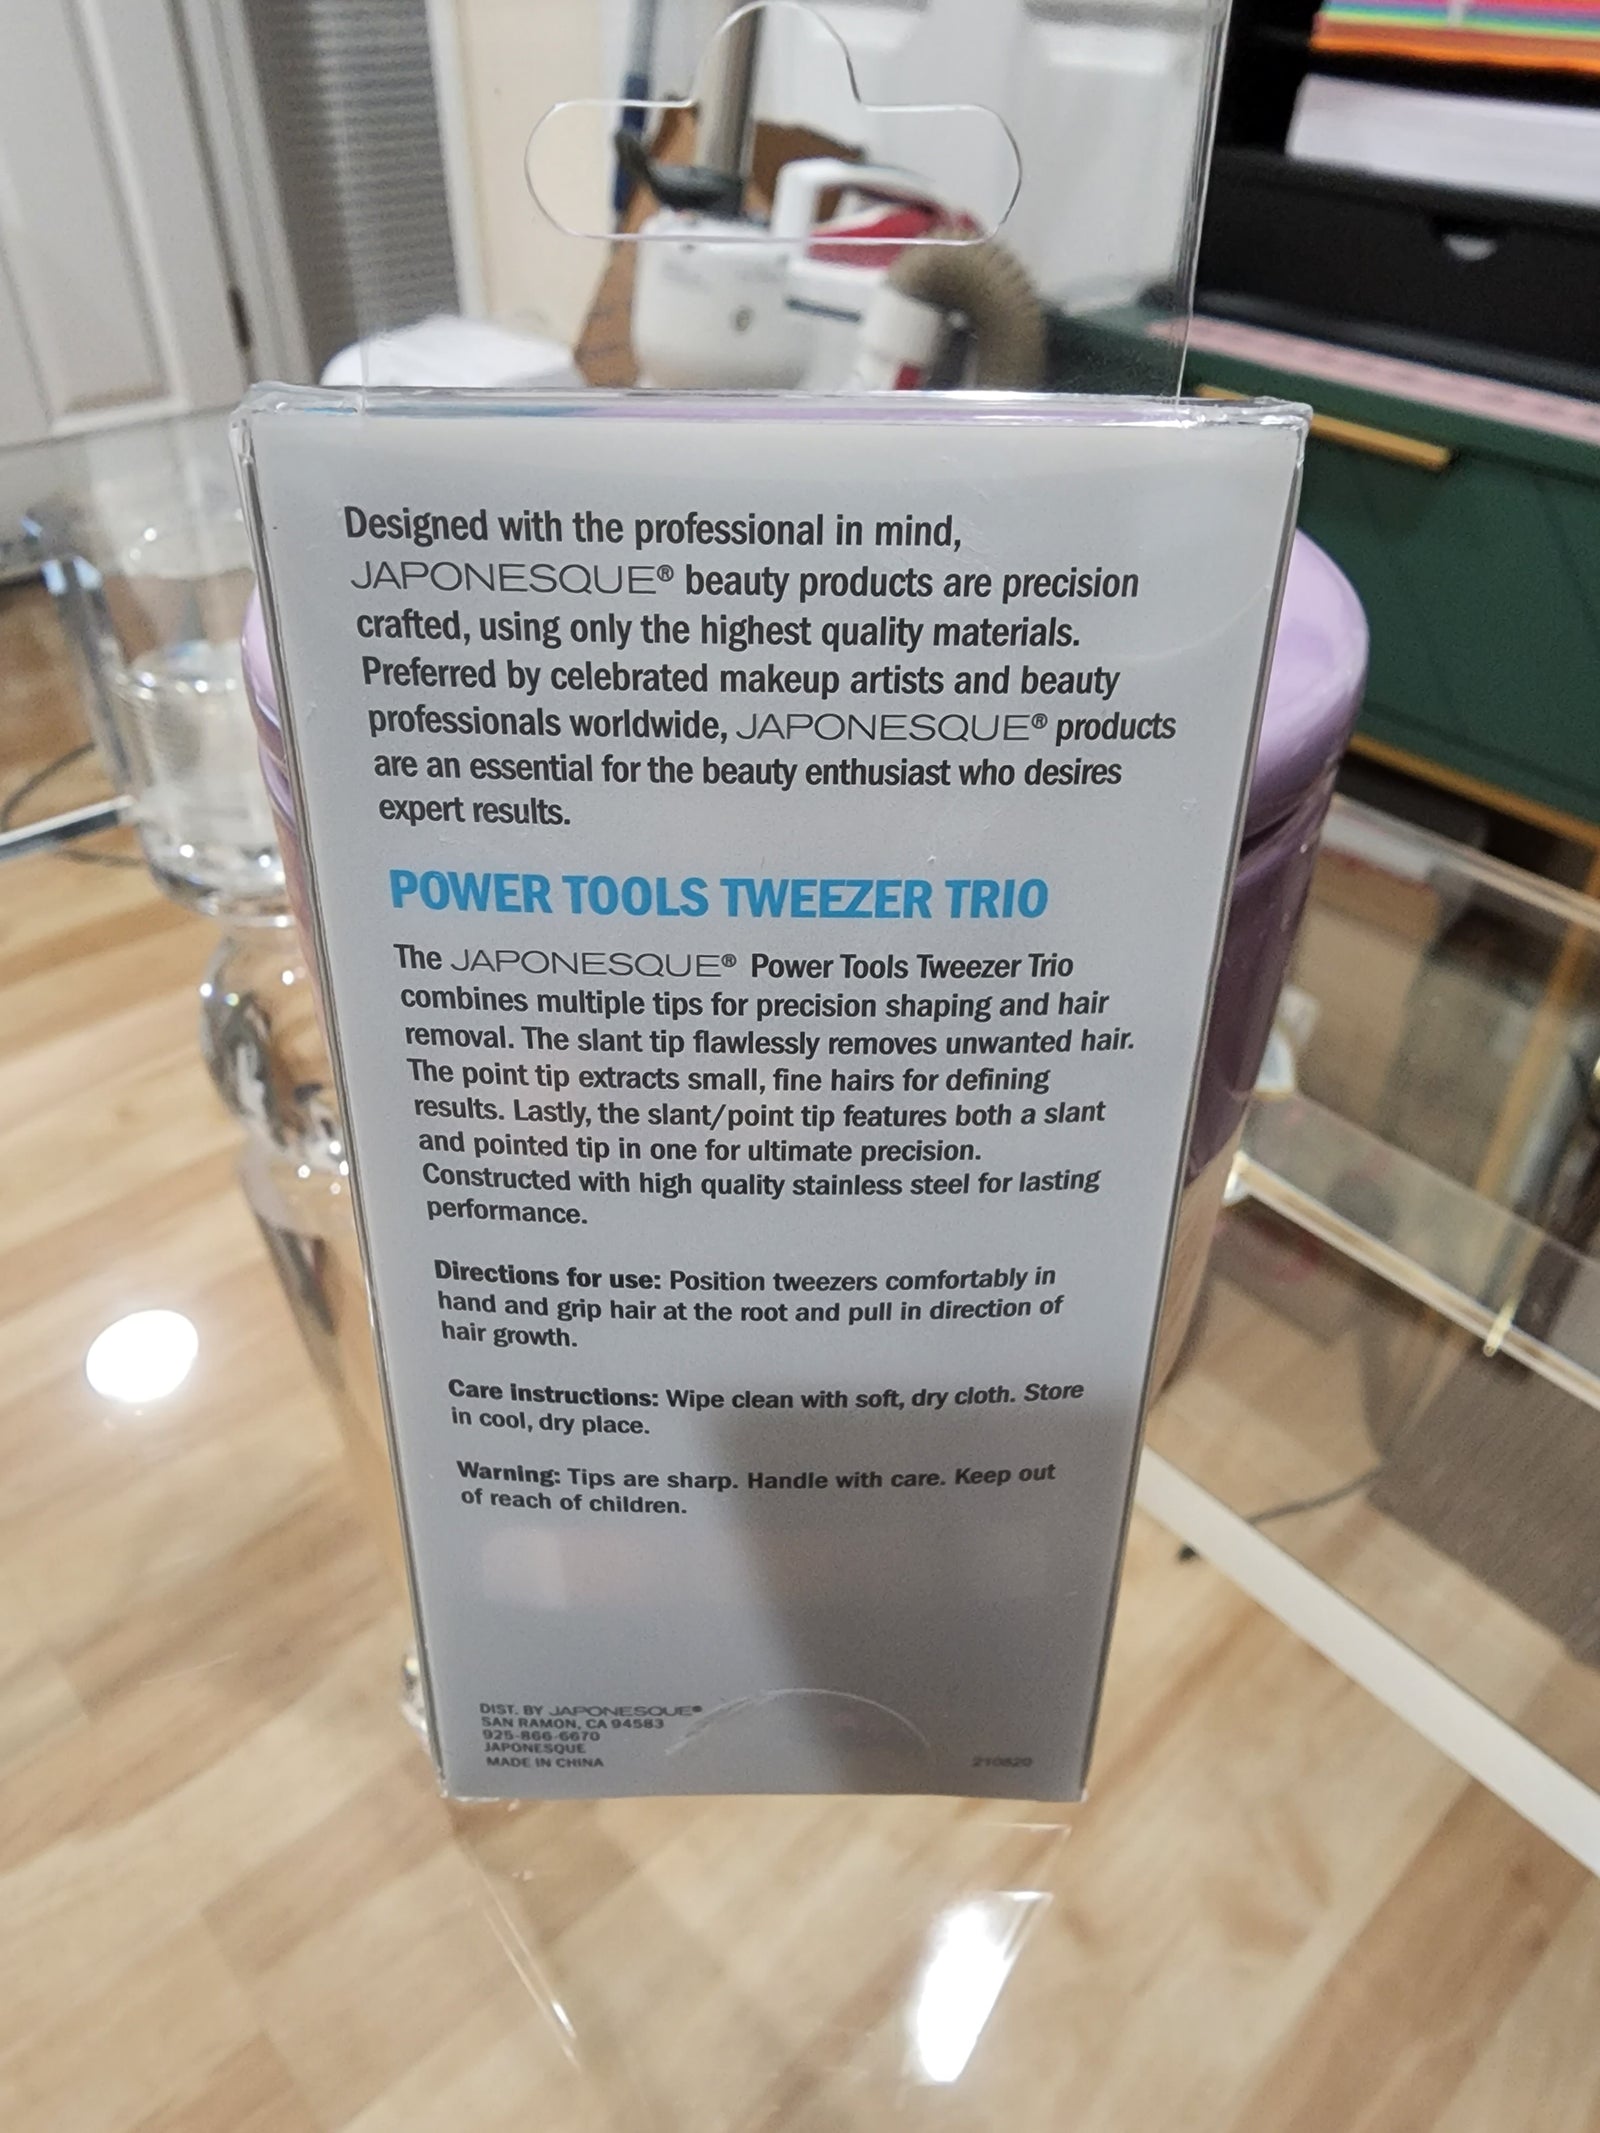 Designed with the professional in mind,
JAPONESQUE® beauty products are precision
crafted, using only the highest quality materials.
Preferred by celebrated makeup artists and beauty
professionals worldwide, JAPONESQUE® products
are an essential for the beauty enthusiast who desires
expert results.
POWER TOOLS TWEEZER TRIO
The JAPONESQUE® Power Tools Tweezer Trio
combines multiple tips for precision shaping and hair
removal. The slant tip flawlessly removes unwanted hair.
The point tip extracts small, fine hairs for defining
results. Lastly, the slant/point tip features both a slant
and pointed tip in one for ultimate precision.
Constructed with high quality stainless steel for lasting
performance.
Directions for use: Position tweezers comfortably in
hand and grip hair at the root and pull in direction of
hair growth.
Care instructions: Wipe clean with soft, dry cloth. Store
in cool, dry place.
Warning: Tips are sharp. Handle with care. Keep out
of reach of children.
DIST. BY JAPONESQUE®
SAN RAMON, CA 94583
925-866-6670
JAPONESQUE
MADE IN CHINA
210820